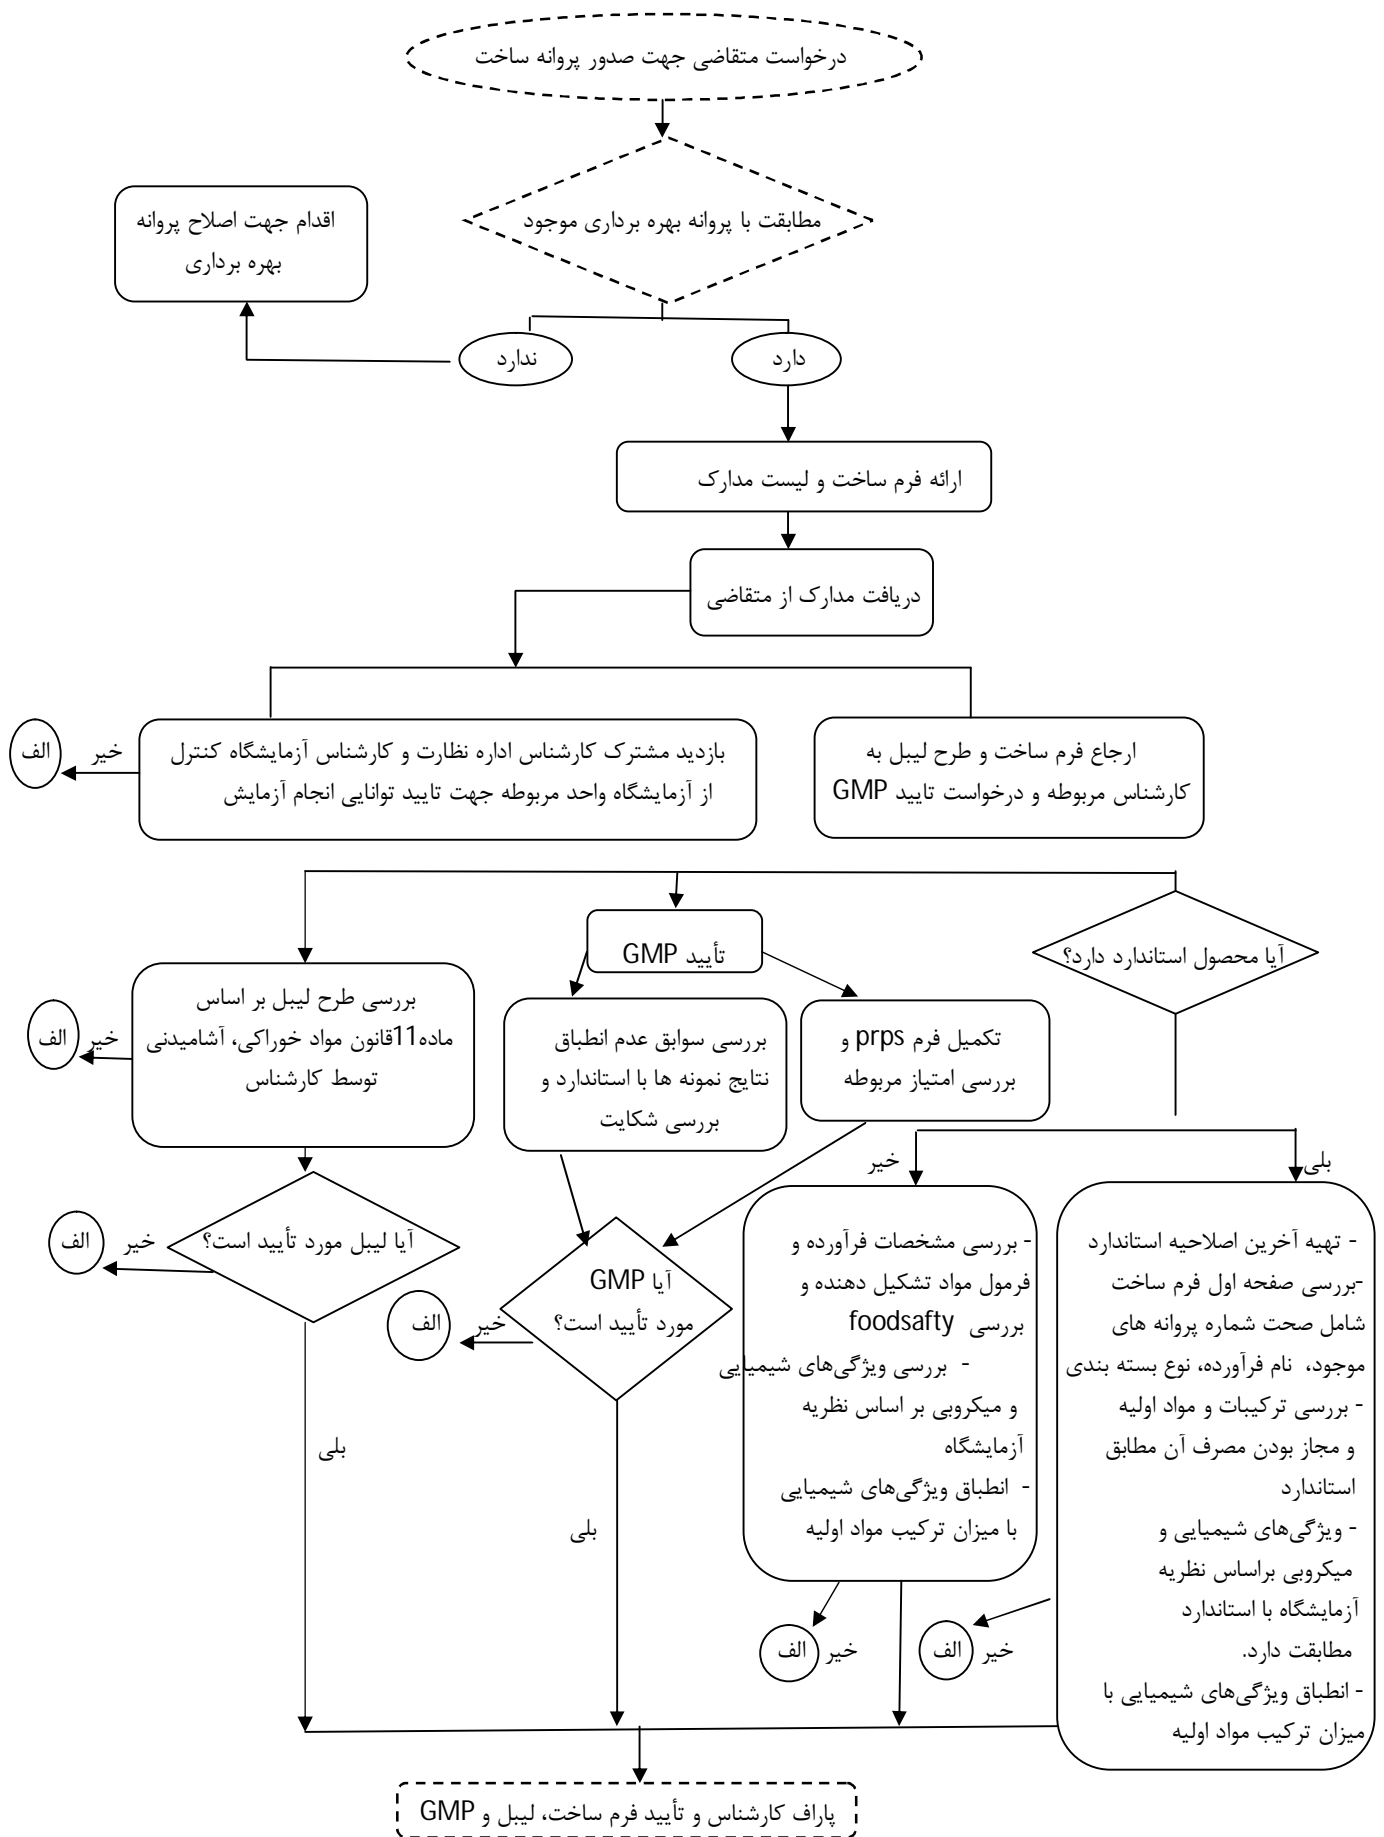 درخواست متقاضی جهت صدور پروانه ساخت
مطابقت با پروانه بهره برداری موجود
اقدام جهت اصلاح پروانه
بهره برداری
دارد
ندارد
ارائه فرم ساخت و لیست مدارک
دریافت مدارک از متقاضی
ارجاع فرم ساخت و طرح لیبل به
کارشناس مربوطه و درخواست تایید GMP
بازدید مشترک کارشناس اداره نظارت و کارشناس آزمایشگاه کنترل
از آزمایشگاه واحد مربوطه جهت تایید توانایی انجام آزمایش
خیر
الف
آیا محصول استاندارد دارد؟
تأیید GMP
تکمیل فرم prps و
بررسی امتیاز مربوطه
بررسی سوابق عدم انطباق
نتایج نمونه ها با استاندارد و
بررسی شکایت
بررسی طرح لیبل بر اساس
ماده11قانون مواد خوراکی، آشامیدنی
توسط کارشناس
خیر
الف
بلی
خیر
- تهیه آخرین اصلاحیه استاندارد
-بررسی صفحه اول فرم ساخت
شامل صحت شماره پروانه های
موجود، نام فرآورده، نوع بسته بندی
- بررسی ترکیبات و مواد اولیه
و مجاز بودن مصرف آن مطابق
استاندارد
- ویژگی‌های شیمیایی و
میکروبی براساس نظریه
آزمایشگاه با استاندارد
مطابقت دارد.
- انطباق ویژگی‌های شیمیایی با
میزان ترکیب مواد اولیه
- بررسی مشخصات فرآورده و
فرمول مواد تشکیل دهنده و
بررسی foodsafty
- بررسی ویژگی‌های شیمیایی
و میکروبی بر اساس نظریه
آزمایشگاه
- انطباق ویژگی‌های شیمیایی
با میزان ترکیب مواد اولیه
آیا GMP
مورد تأیید است؟
خیر
الف
آیا لیبل مورد تأیید است؟
خیر
الف
بلی
بلی
خیر
الف
خیر
الف
پاراف کارشناس و تأیید فرم ساخت، لیبل و GMP